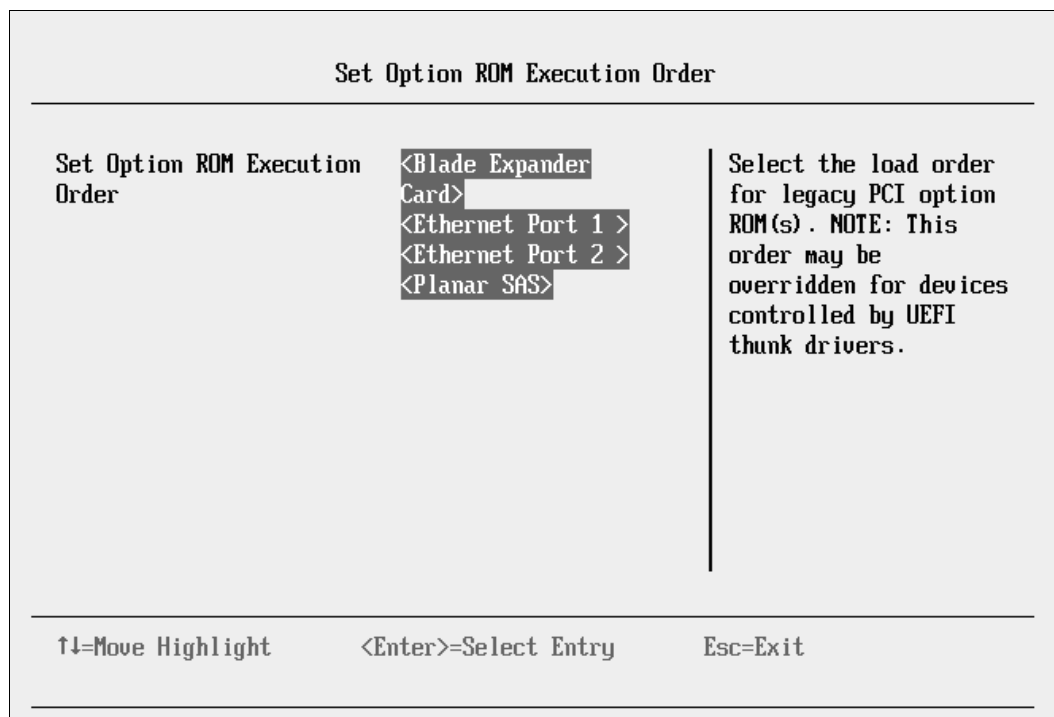 Set Option ROM Execution Order
Set Option ROM Execution
Order
<Blade Expander
Card>
<Ethernet Port 1 >
<Ethernet Port 2 >
<Planar SAS>
Select the load order
for legacy PCI option
ROM(s). NOTE: This
order may be
overridden for devices
controlled by UEFI
thunk drivers.
↑↓=Move Highlight <Enter>=Select Entry Esc=Exit